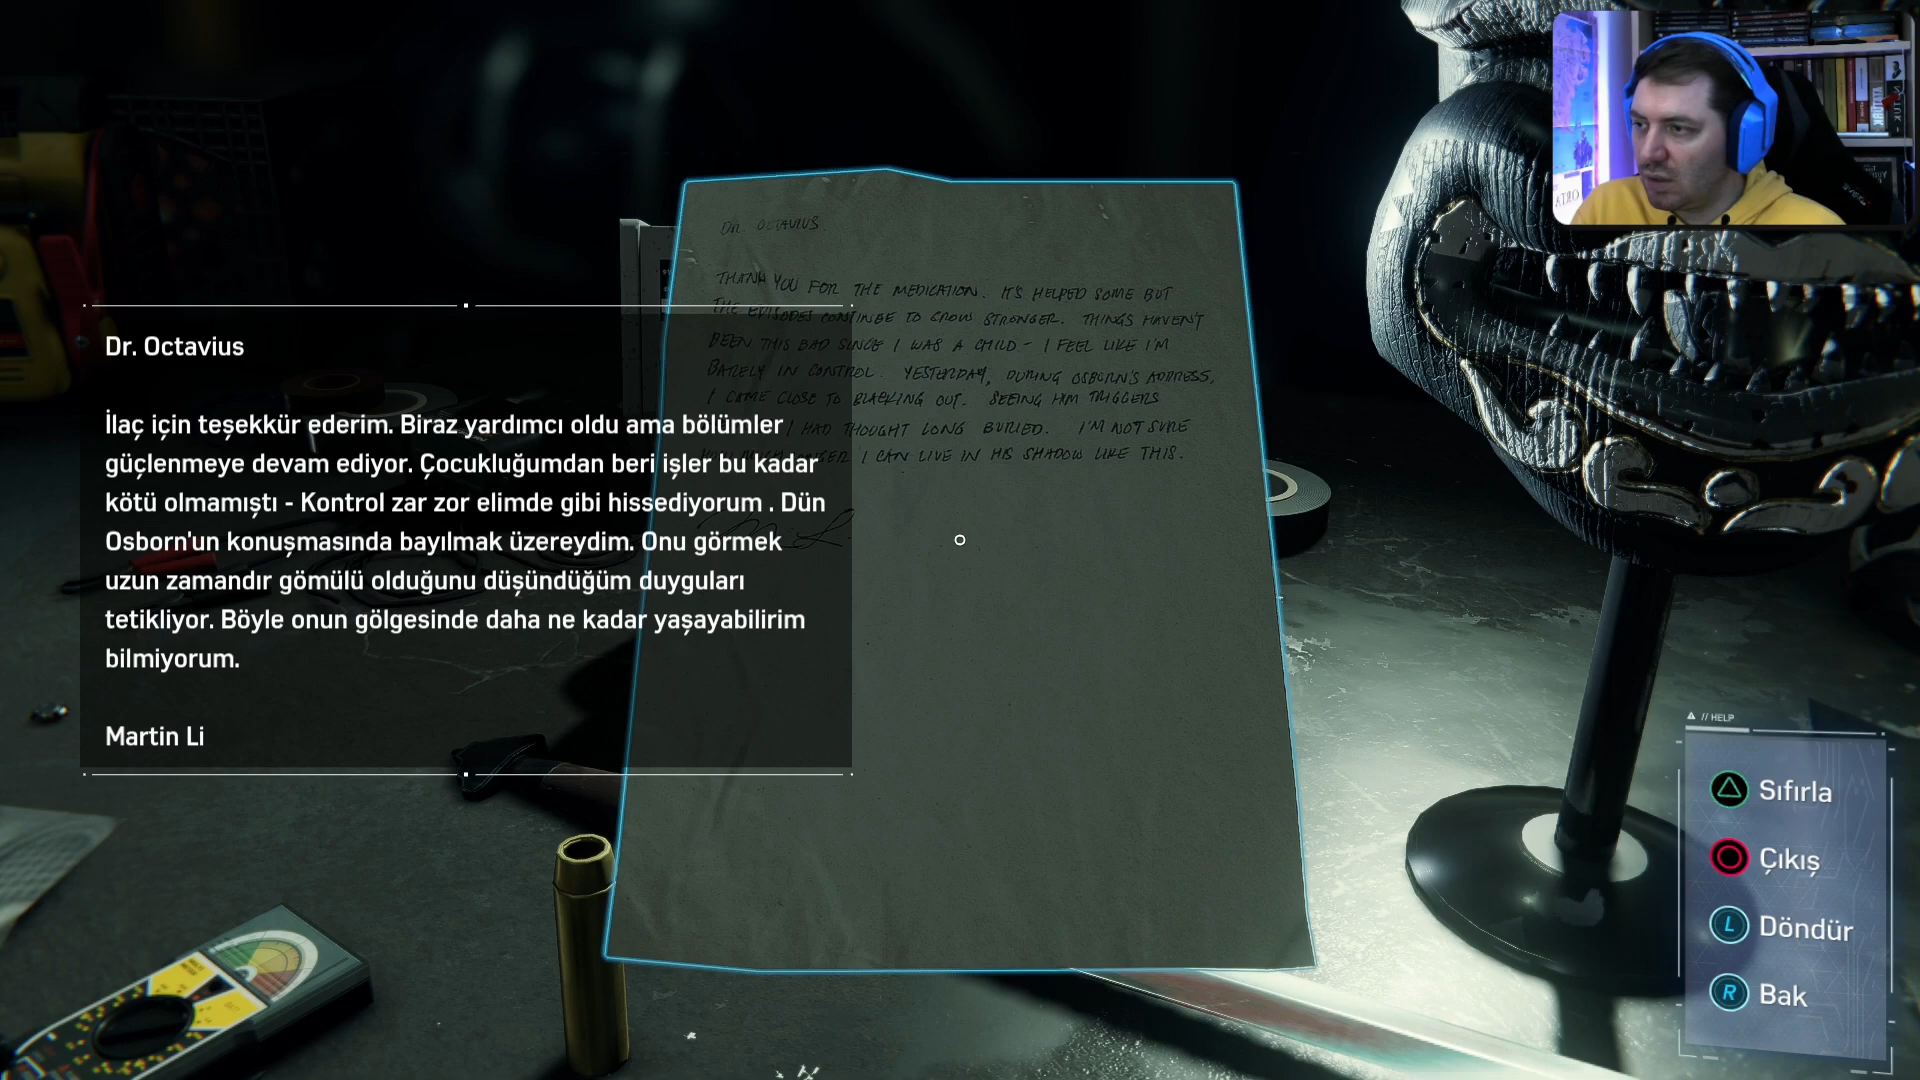 Dr. Octavius
İlaç için teşekkür ederim. Biraz yardımcı oldu ama bölümler
güçlenmeye devam ediyor. Çocukluğumdan beri işler bu kadar
kötü olmamıştı - Kontrol zar zor elimde gibi hissediyorum . Dün
Osborn'un konuşmasında bayılmak üzereydim. Onu görmek
uzun zamandır gömülü olduğunu düşündüğüm duyguları
tetikliyor. Böyle onun gölgesinde daha ne kadar yaşayabilirim
bilmiyorum.
Martin Li
DR. OCTAVIUS.
THANK YOU FOR THE MEDICATION. IT'S HELPED SOME BUT
THE EPISODES CONTINUE TO GROW STRONGER. THINGS HAVEN'T
BEEN THIS BAD SINCE I WAS A CHILD - I FEEL LIKE I'M
BARELY IN CONTROL. YESTERDAY, DURING OSBORN'S ADDRESS,
I CAME CLOSE TO BLACKING OUT. SEEING HIM TRIGGERS
I HAD THOUGHT LONG BURIED. I'M NOT SURE
I CAN LIVE IN HIS SHADOW LIKE THIS.
// HELP
Sıfırla
Çıkış
L Döndür
R Bak